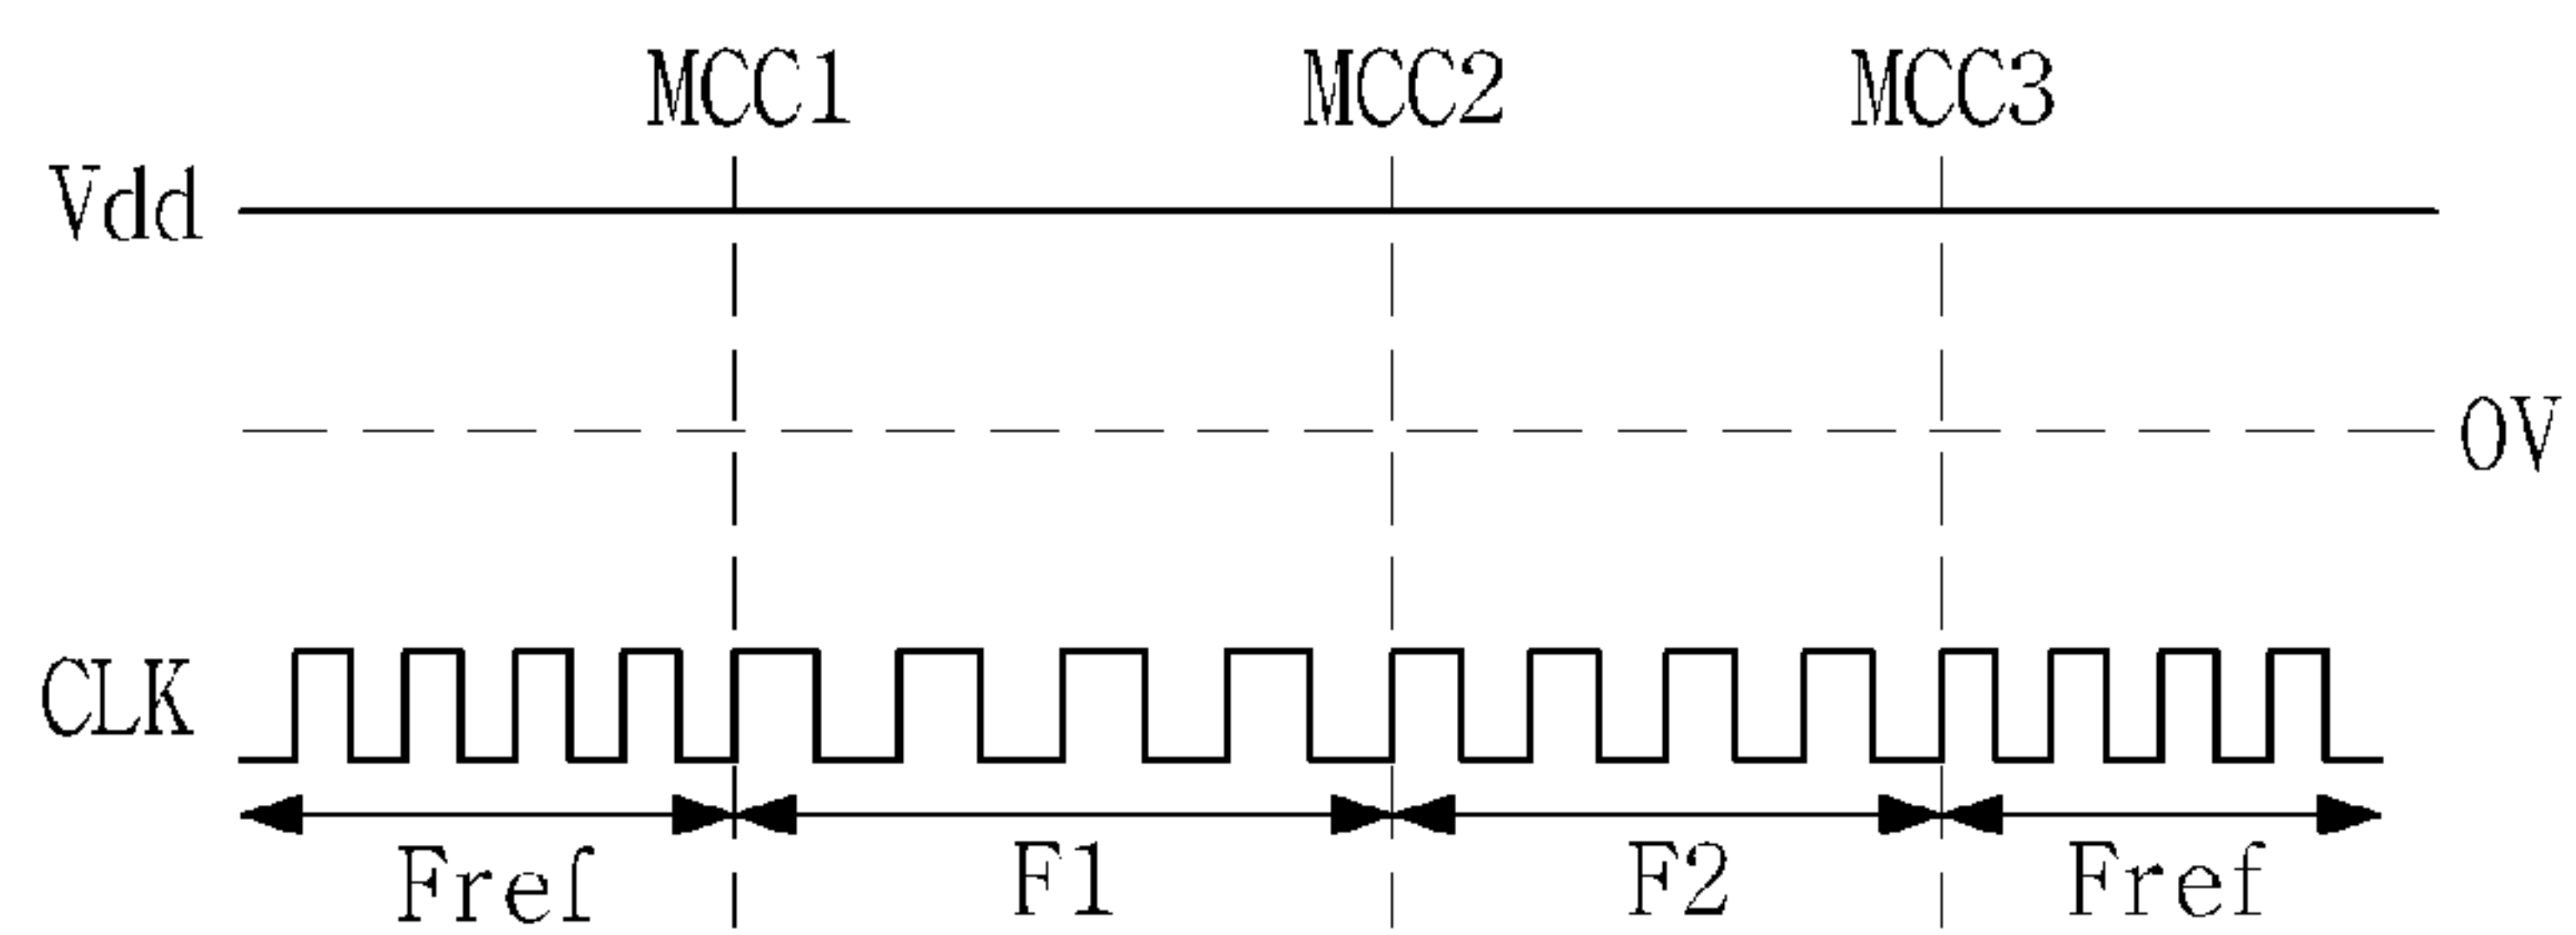 MCC1 MCC2 MCC3
Vdd
0V
CLK
Fref F1 F2 Fref